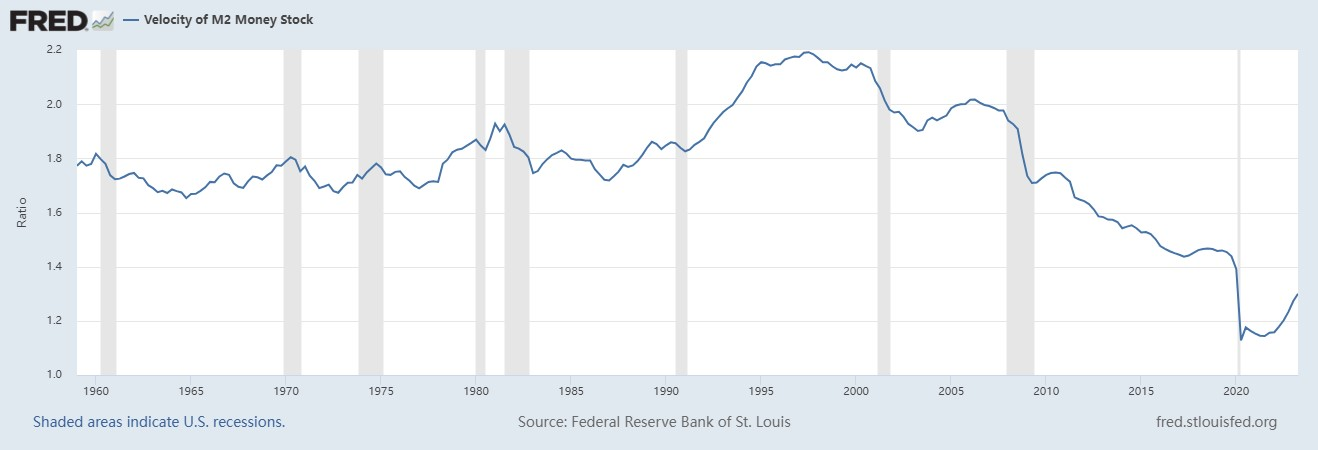 FRED
Velocity of M2 Money Stock
2.2
2.0
1.8
1.6
1.4
1.2
1.0
Ratio
1960 1965 1970 1975 1980 1985 1990 1995 2000 2005 2010 2015 2020
Shaded areas indicate U.S. recessions. Source: Federal Reserve Bank of St. Louis fred.stlouisfed.org